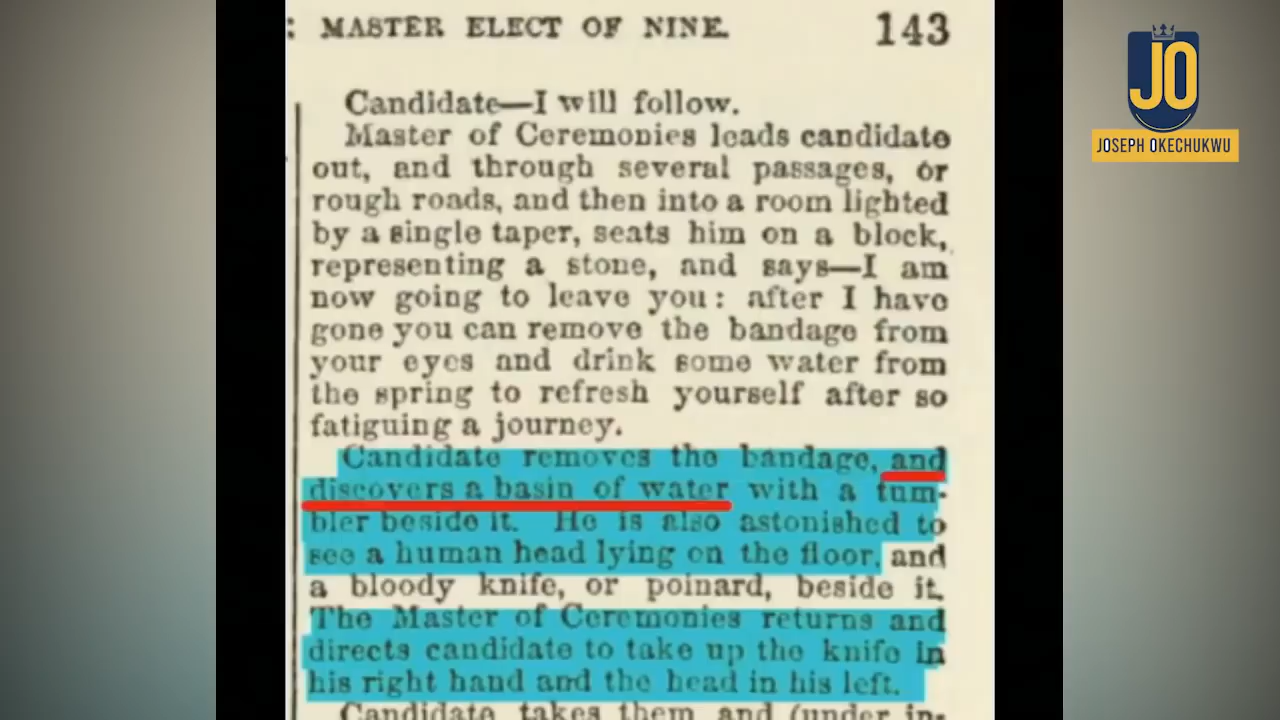 : MASTER ELECT OF NINE. 143
JO
JOSEPH OKECHUKWU
Candidate—I will follow.
Master of Ceremonies leads candidate
out, and through several passages, or
rough roads, and then into a room lighted
by a single taper, seats him on a block,
representing a stone, and says—I am
now going to leave you: after I have
gone you can remove the bandage from
your eyes and drink some water from
the spring to refresh yourself after so
fatiguing a journey.
Candidate removes the bandage, and
discovers a basin of water with a tum-
bler beside it. He is also astonished to
see a human head lying on the floor, and
a bloody knife, or poinard, beside it.
The Master of Ceremonies returns and
directs candidate to take up the knife in
his right hand and the head in his left.
Candidate takes them and (under in-